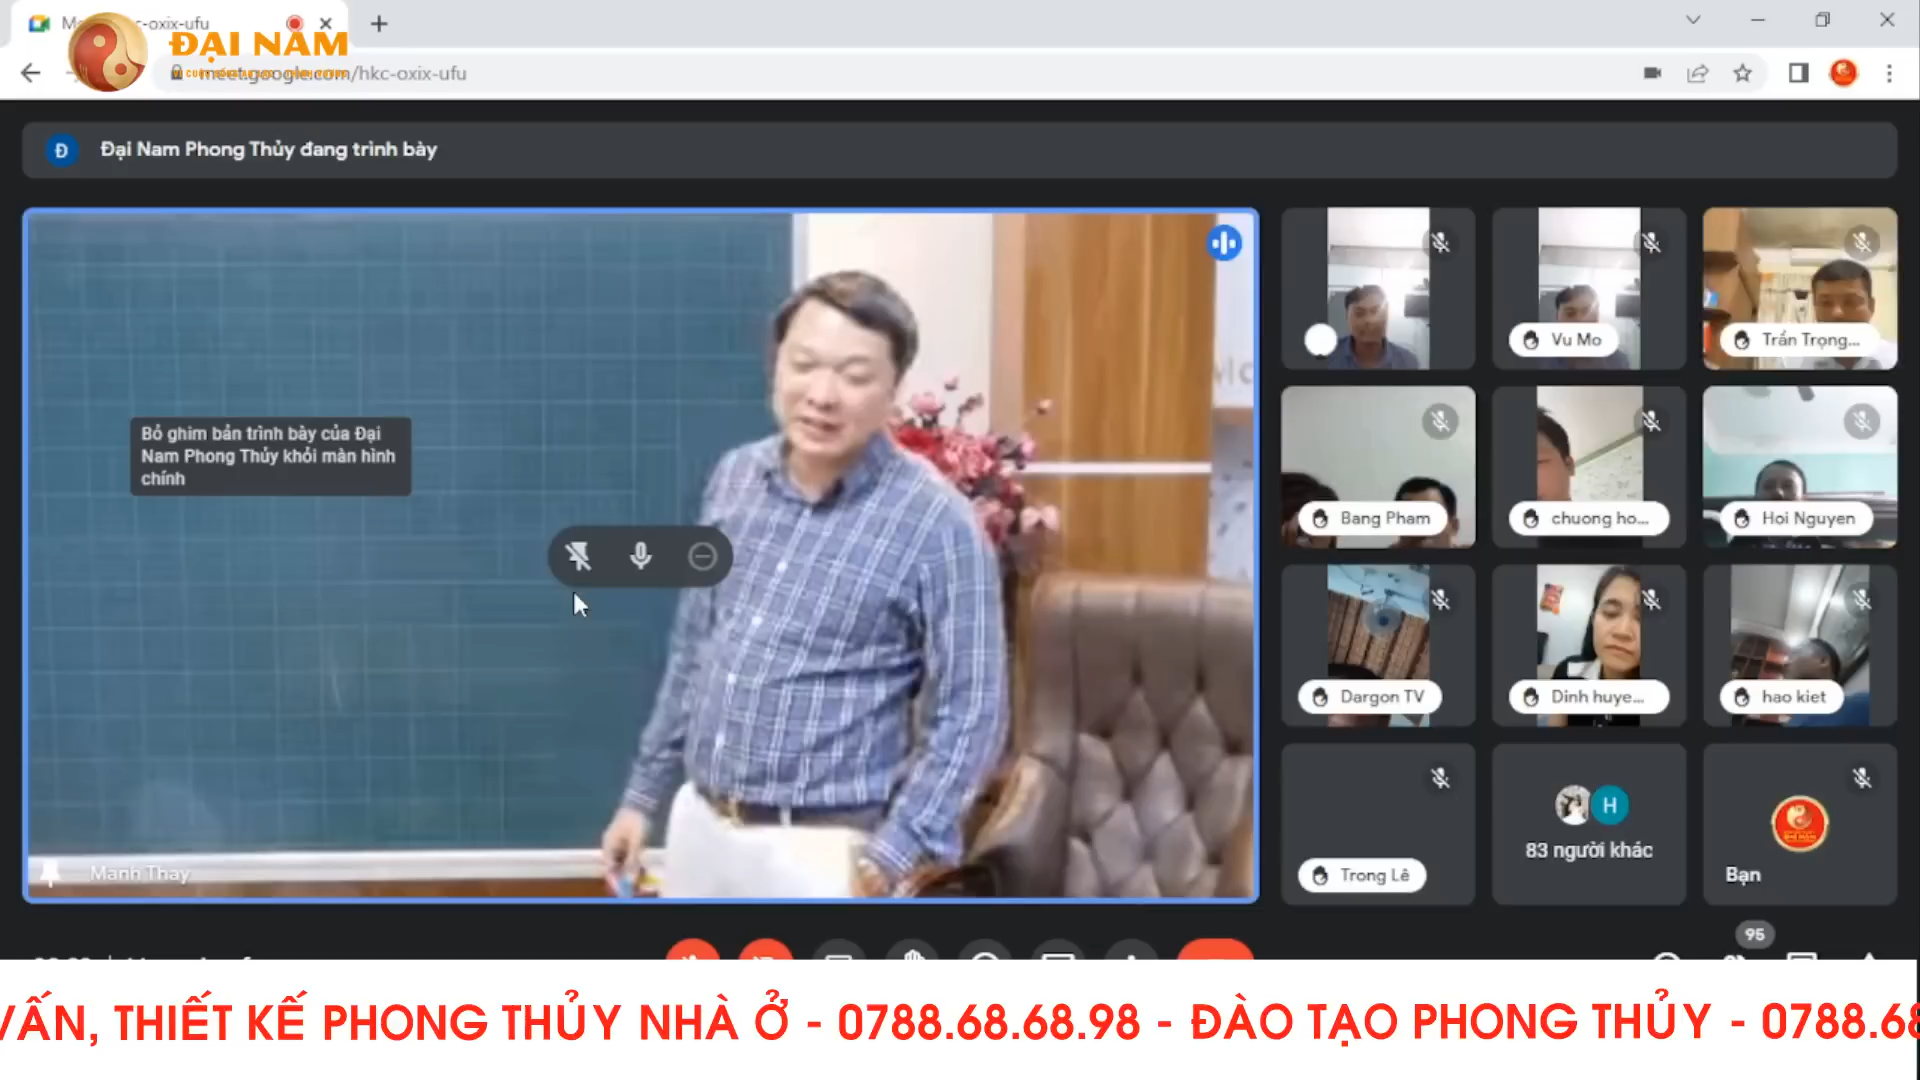 -oxix-ufu
ĐẠI NAM
meet.google.com/hkc-oxix-ufu
Đ
Đại Nam Phong Thủy đang trình bày
Bỏ ghim bản trình bày của Đại
Nam Phong Thủy khỏi màn hình
chính
Manh Thay
Vu Mo
Trần Trọng...
Bang Pham
chuong ho...
Hoi Nguyen
Dargon TV
Dinh huye...
hao kiet
Trong Lê
H
83 người khác
Bạn
95
VẤN, THIẾT KẾ PHONG THỦY NHÀ Ở - 0788.68.68.98 - ĐÀO TẠO PHONG THỦY - 0788.68